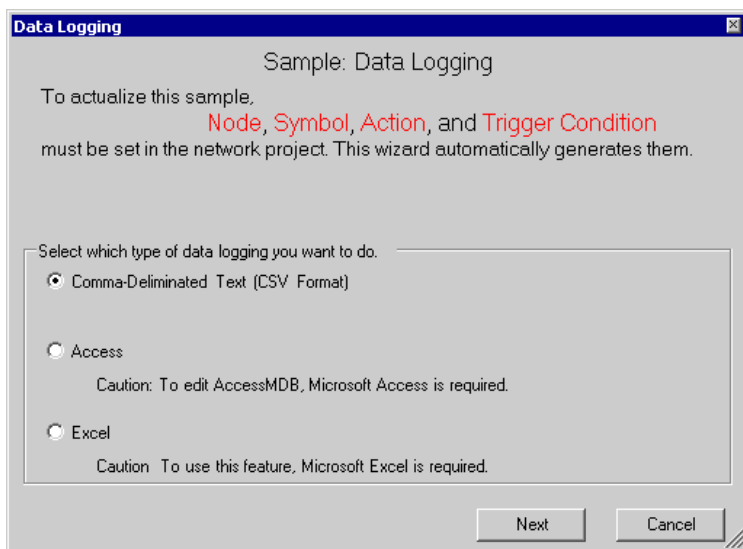 Data Logging
Sample: Data Logging
To actualize this sample,
Node, Symbol, Action, and Trigger Condition
must be set in the network project. This wizard automatically generates them.
Select which type of data logging you want to do.
Comma-Deliminated Text (CSV Format)
Access
Caution: To edit AccessMDB, Microsoft Access is required.
Excel
Caution To use this feature, Microsoft Excel is required.
Next
Cancel